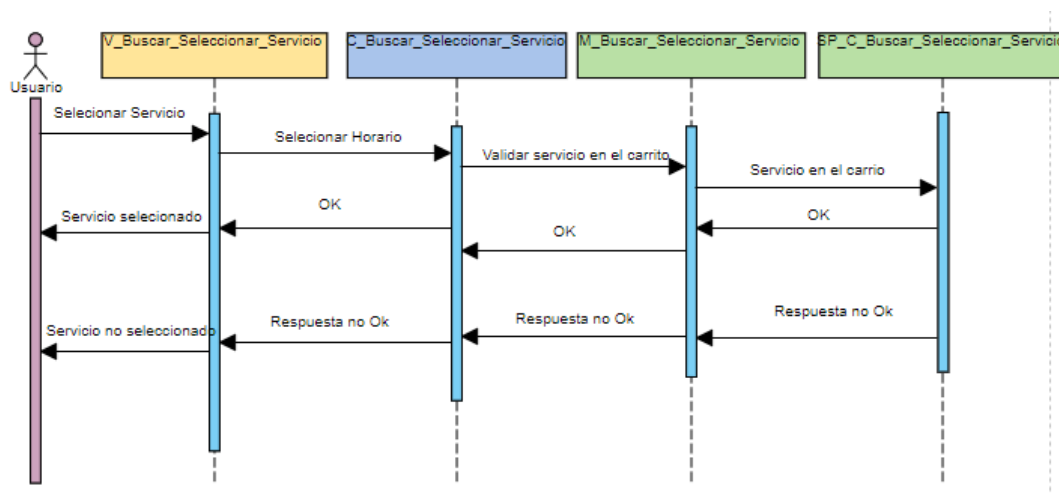 V_Buscar_Seleccionar_Servicio
C_Buscar_Seleccionar_Servicio
M_Buscar_Seleccionar_Servicio
SP_C_Buscar_Seleccionar_Servicio
Usuario
Selecionar Servicio
Selecionar Horario
Validar servicio en el carrito
Servicio en el carrio
Servicio selecionado
OK
OK
OK
Servicio no seleccionado
Respuesta no Ok
Respuesta no Ok
Respuesta no Ok